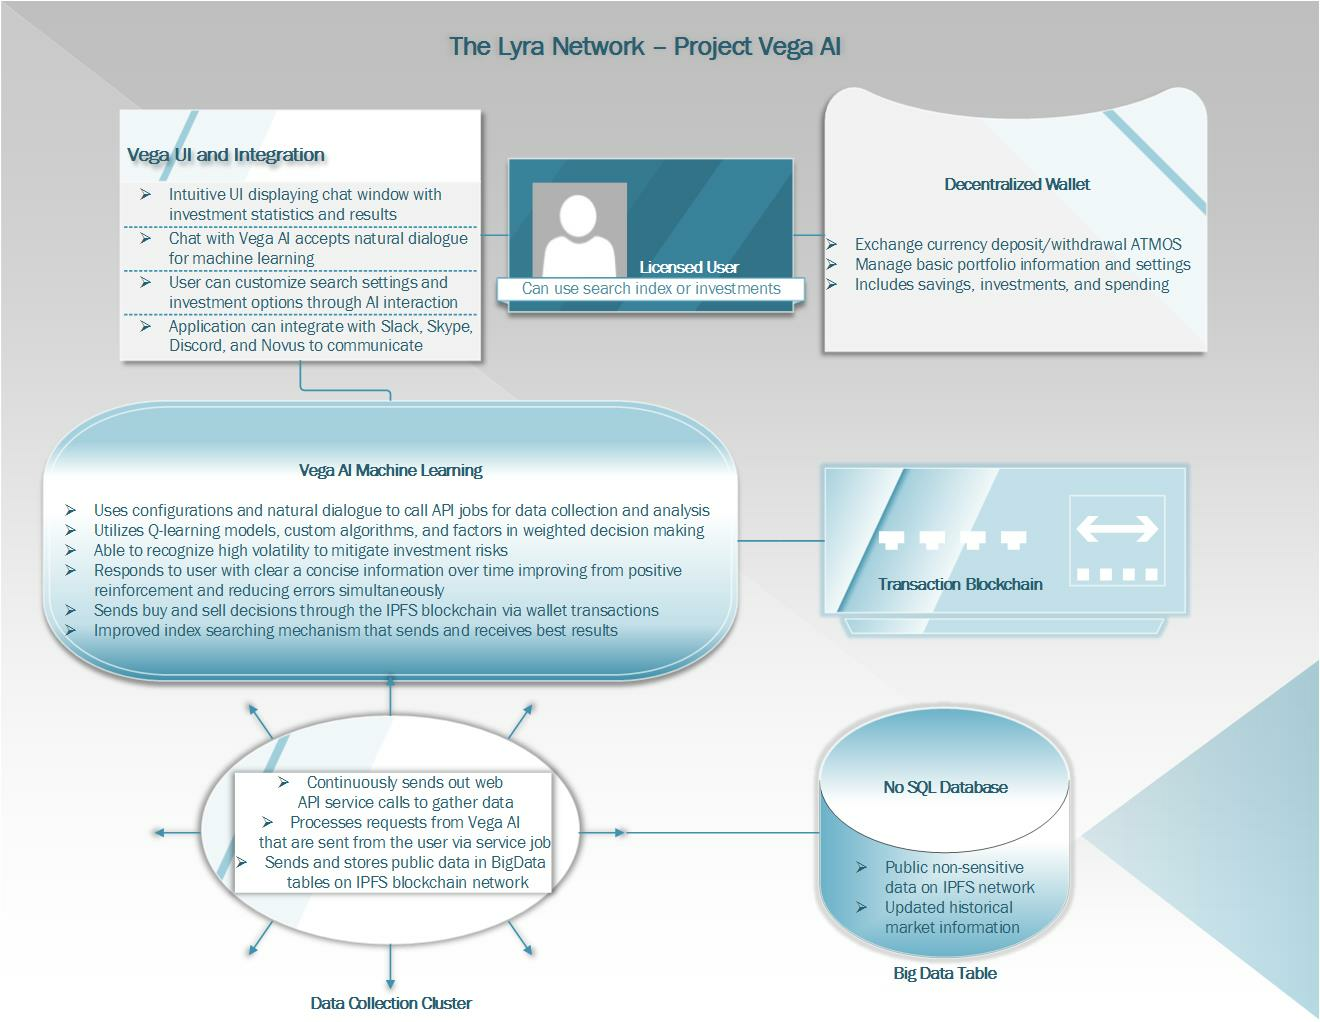 The Lyra Network – Project Vega AI
Vega UI and Integration
Intuitive UI displaying chat window with
investment statistics and results
Chat with Vega AI accepts natural dialogue
for machine learning
User can customize search settings and
investment options through AI interaction
Application can integrate with Slack, Skype,
Discord, and Novus to communicate
Licensed User
Can use search index or investments
Decentralized Wallet
Exchange currency deposit/withdrawal ATMOS
Manage basic portfolio information and settings
Includes savings, investments, and spending
Vega AI Machine Learning
Uses configurations and natural dialogue to call API jobs for data collection and analysis
Utilizes Q-learning models, custom algorithms, and factors in weighted decision making
Able to recognize high volatility to mitigate investment risks
Responds to user with clear a concise information over time improving from positive
reinforcement and reducing errors simultaneously
Sends buy and sell decisions through the IPFS blockchain via wallet transactions
Improved index searching mechanism that sends and receives best results
Transaction Blockchain
Continuously sends out web
API service calls to gather data
Processes requests from Vega AI
that are sent from the user via service job
Sends and stores public data in BigData
tables on IPFS blockchain network
Data Collection Cluster
No SQL Database
Public non-sensitive
data on IPFS network
Updated historical
market information
Big Data Table